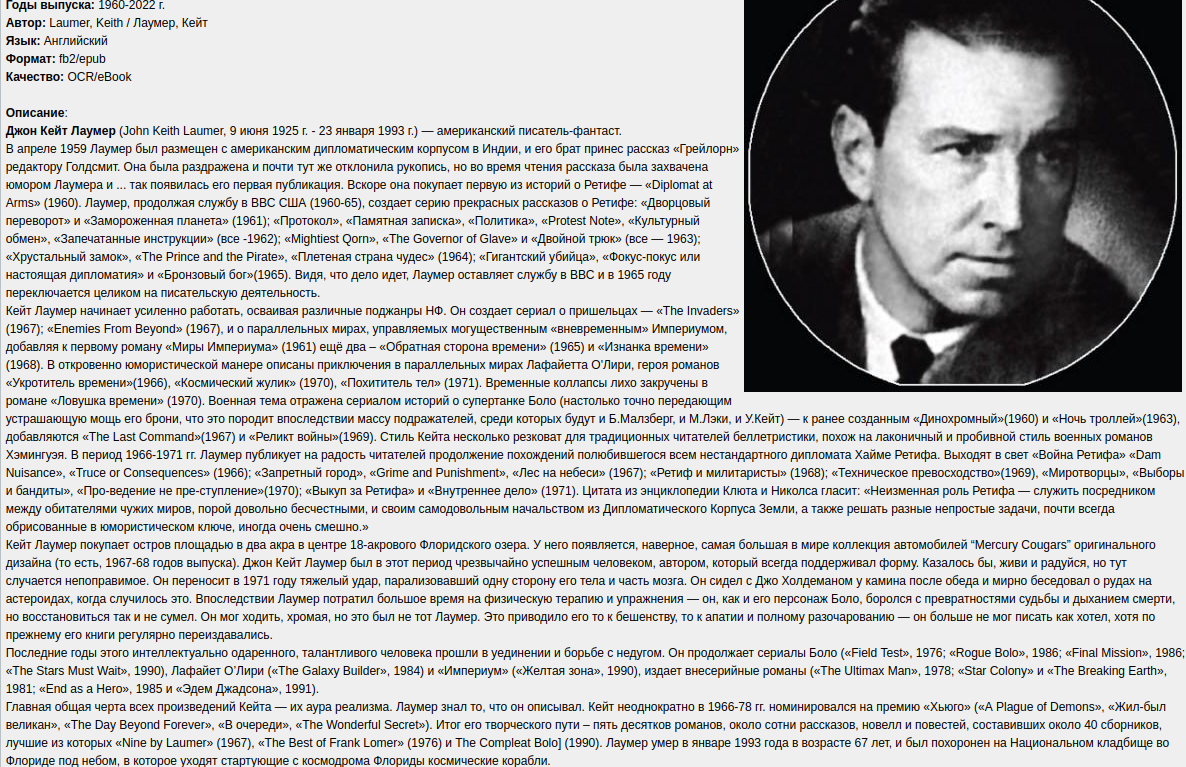 Годы выпуска: 1960-2022 г.
Автор: Laumer, Keith / Лаумер, Кейт
Язык: Английский
Формат: fb2/epub
Качество: OCR/eBook
Описание:
Джон Кейт Лаумер (John Keith Laumer, 9 июня 1925 г. - 23 января 1993 г.) — американский писатель-фантаст.
В апреле 1959 Лаумер был размещен с американским дипломатическим корпусом в Индии, и его брат принес рассказ «Грейлорн»
редактору Голдсмит. Она была раздражена и почти тут же отклонила рукопись, но во время чтения рассказа была захвачена
юмором Лаумера и ... так появилась его первая публикация. Вскоре она покупает первую из историй о Ретифе — «Diplomat at
Arms» (1960). Лаумер, продолжая службу в ВВС США (1960-65), создает серию прекрасных рассказов о Ретифе: «Дворцовый
переворот» и «Замороженная планета» (1961); «Протокол», «Памятная записка», «Политика», «Protest Note», «Культурный
обмен», «Запечатанные инструкции» (все -1962); «Mightiest Qorn», «The Governor of Glave» и «Двойной трюк» (все — 1963);
«Хрустальный замок», «The Prince and the Pirate», «Плетеная страна чудес» (1964); «Гигантский убийца», «Фокус-покус или
настоящая дипломатия» и «Бронзовый бог»(1965). Видя, что дело идет, Лаумер оставляет службу в ВВС и в 1965 году
переключается целиком на писательскую деятельность.
Кейт Лаумер начинает усиленно работать, осваивая различные поджанры НФ. Он создает сериал о пришельцах — «The Invaders»
(1967); «Enemies From Beyond» (1967), и о параллельных мирах, управляемых могущественным «вневременным» Империумом,
добавляя к первому роману «Миры Империума» (1961) ещё два – «Обратная сторона времени» (1965) и «Изнанка времени»
(1968). В откровенно юмористической манере описаны приключения в параллельных мирах Лафайетта О'Лири, героя романов
«Укротитель времени»(1966), «Космический жулик» (1970), «Похититель тел» (1971). Временные коллапсы лихо закручены в
романе «Ловушка времени» (1970). Военная тема отражена сериалом историй о супертанке Боло (настолько точно передающим
устрашающую мощь его брони, что это породит впоследствии массу подражателей, среди которых будут и Б.Малзберг, и М.Лэки, и У.Кейт) — к ранее созданным «Динохромный»(1960) и «Ночь троллей»(1963),
добавляются «The Last Command»(1967) и «Реликт войны»(1969). Стиль Кейта несколько резковат для традиционных читателей беллетристики, похож на лаконичный и пробивной стиль военных романов
Хэмингуэя. В период 1966-1971 гг. Лаумер публикует на радость читателей продолжение похождений полюбившегося всем нестандартного дипломата Хайме Ретифа. Выходят в свет «Война Ретифа» «Dam
Nuisance», «Truce or Consequences» (1966); «Запретный город», «Grime and Punishment», «Лес на небеси» (1967); «Ретиф и милитаристы» (1968); «Техническое превосходство»(1969), «Миротворцы», «Выборы
и бандиты», «Про-ведение не пре-ступление»(1970); «Выкуп за Ретифа» и «Внутреннее дело» (1971). Цитата из энциклопедии Клюта и Николса гласит: «Неизменная роль Ретифа — служить посредником
между обитателями чужих миров, порой довольно бесчестными, и своим самодовольным начальством из Дипломатического Корпуса Земли, а также решать разные непростые задачи, почти всегда
обрисованные в юмористическом ключе, иногда очень смешно.»
Кейт Лаумер покупает остров площадью в два акра в центре 18-акрового Флоридского озера. У него появляется, наверное, самая большая в мире коллекция автомобилей “Mercury Cougars” оригинального
дизайна (то есть, 1967-68 годов выпуска). Джон Кейт Лаумер был в этот период чрезвычайно успешным человеком, автором, который всегда поддерживал форму. Казалось бы, живи и радуйся, но тут
случается непоправимое. Он переносит в 1971 году тяжелый удар, парализовавший одну сторону его тела и часть мозга. Он сидел с Джо Холдеманом у камина после обеда и мирно беседовал о рудах на
астероидах, когда случилось это. Впоследствии Лаумер потратил большое время на физическую терапию и упражнения — он, как и его персонаж Боло, боролся с превратностями судьбы и дыханием смерти,
но восстановиться так и не сумел. Он мог ходить, хромая, но это был не тот Лаумер. Это приводило его то к бешенству, то к апатии и полному разочарованию — он больше не мог писать как хотел, хотя по
прежнему его книги регулярно переиздавались.
Последние годы этого интеллектуально одаренного, талантливого человека прошли в уединении и борьбе с недугом. Он продолжает сериалы Боло («Field Test», 1976; «Rogue Bolo», 1986; «Final Mission», 1986;
«The Stars Must Wait», 1990), Лафайет О’Лири («The Galaxy Builder», 1984) и «Империум» («Желтая зона», 1990), издает внесерийные романы («The Ultimax Man», 1978; «Star Colony» и «The Breaking Earth»,
1981; «End as a Hero», 1985 и «Эдем Джадсона», 1991).
Главная общая черта всех произведений Кейта — их аура реализма. Лаумер знал то, что он описывал. Кейт неоднократно в 1966-78 гг. номинировался на премию «Хьюго» («A Plague of Demons», «Жил-был
великан», «The Day Beyond Forever», «В очереди», «The Wonderful Secret»). Итог его творческого пути – пять десятков романов, около сотни рассказов, новелл и повестей, составивших около 40 сборников,
лучшие из которых «Nine by Laumer» (1967), «The Best of Frank Lomer» (1976) и The Compleat Bolo] (1990). Лаумер умер в январе 1993 года в возрасте 67 лет, и был похоронен на Национальном кладбище во
Флориде под небом, в которое уходят стартующие с космодрома Флориды космические корабли.